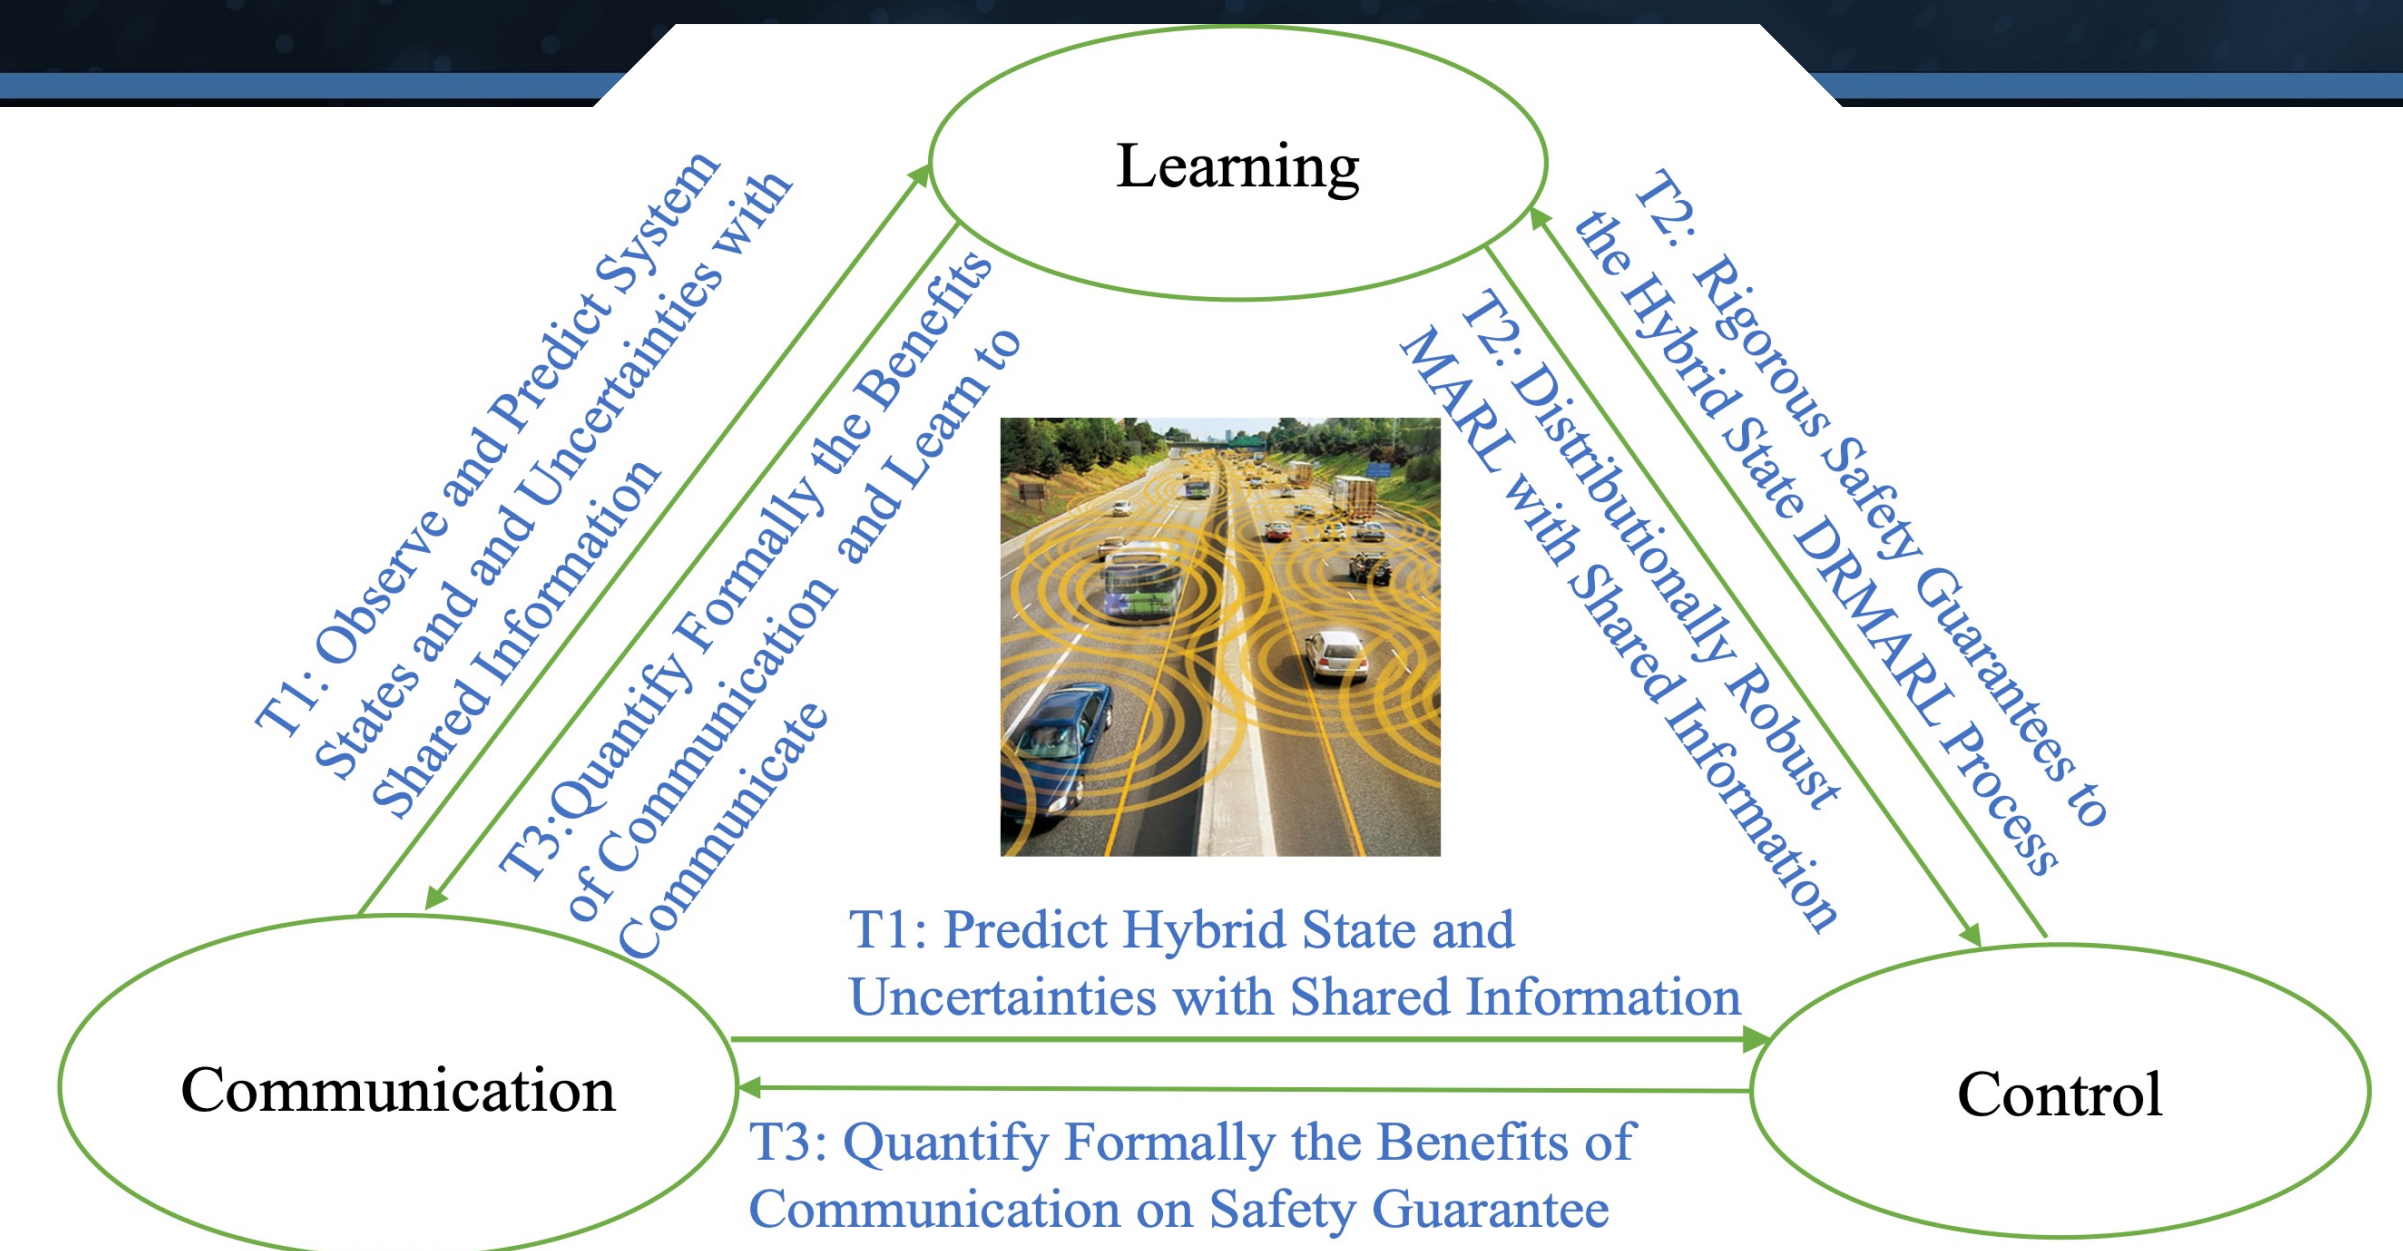 Learning
T1: Observe and Predict System
States and and Uncertainties with
Shared Information
T3:Quantify Formally the Benefits
of Communication and Learn to
Communicate
T2: Distributionally Robust
MARL with Shared Information
T2: Rigorous Safety Guarantees to
the Hybrid State DRMARL Process
T1: Predict Hybrid State and
Uncertainties with Shared Information
Communication
Control
T3: Quantify Formally the Benefits of
Communication on Safety Guarantee